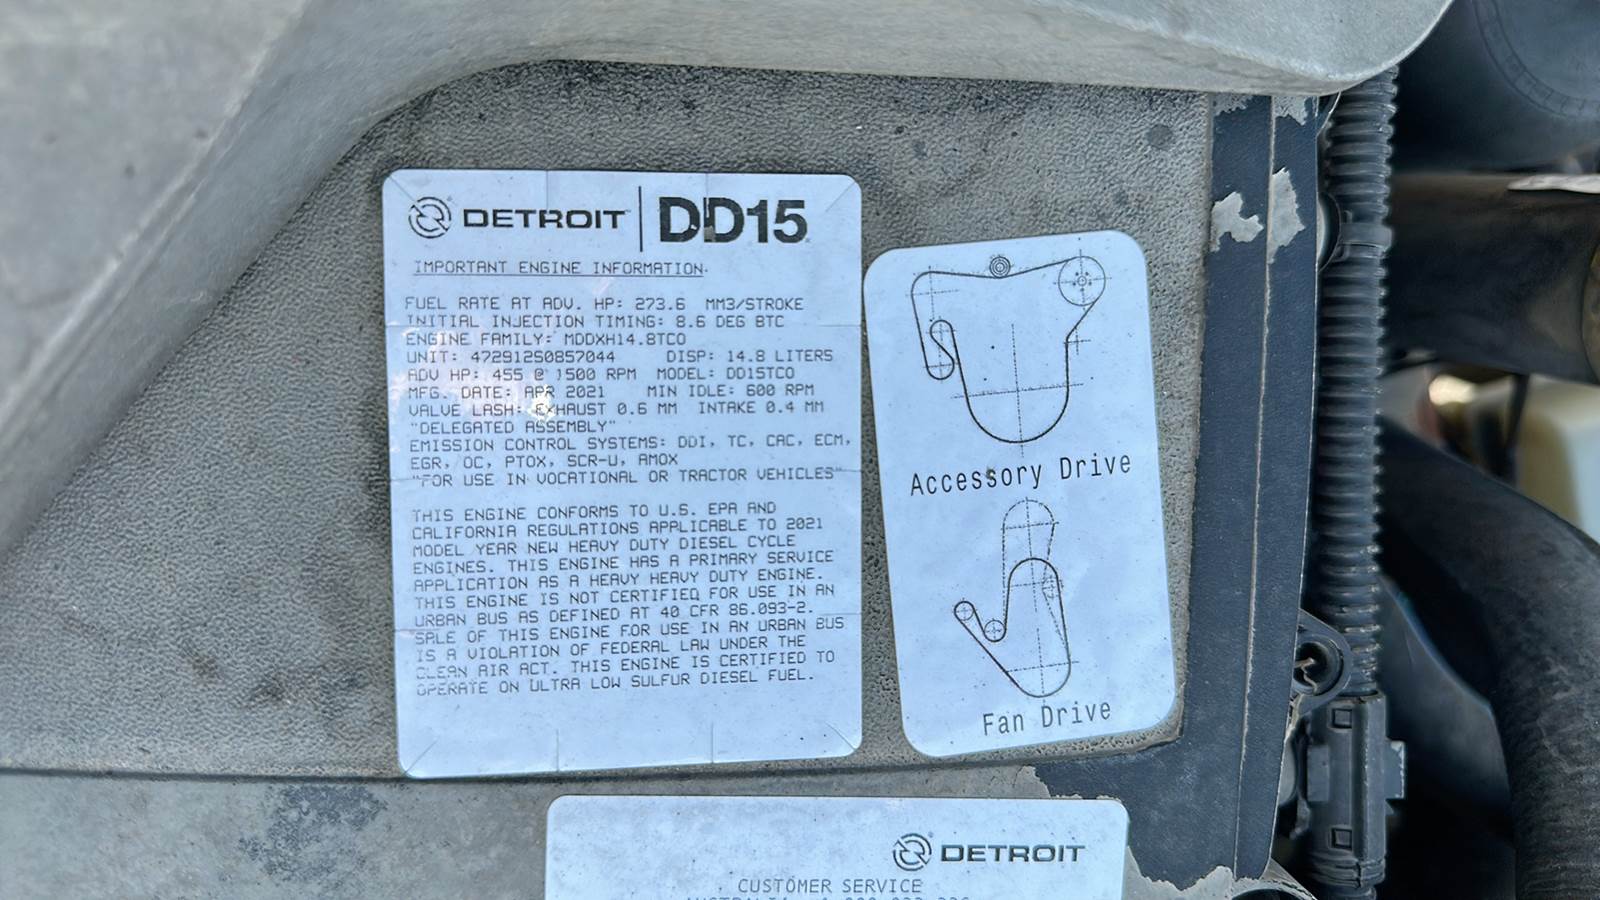 DETROIT DD15
IMPORTANT ENGINE INFORMATION.
FUEL RATE AT ADV. HP: 273.6 MM3/STROKE
INITIAL INJECTION TIMING: 8.6 DEG BTC
ENGINE FAMILY: MDDXH14.8TCO
UNIT: 472912S0857044 DISP: 14.8 LITERS
ADV HP: 455 @ 1500 RPM MODEL: DD15TCO
MFG. DATE: APR 2021 MIN IDLE: 600 RPM
VALVE LASH: EXHAUST 0.6 MM INTAKE 0.4 MM
"DELEGATED ASSEMBLY"
EMISSION CONTROL SYSTEMS: DDI, TC, CAC, ECM,
EGR, OC, PTOX, SCR-U, AMOX
"FOR USE IN VOCATIONAL OR TRACTOR VEHICLES"
THIS ENGINE CONFORMS TO U.S. EPA AND
CALIFORNIA REGULATIONS APPLICABLE TO 2021
MODEL YEAR NEW HEAVY DUTY DIESEL CYCLE
ENGINES. THIS ENGINE HAS A PRIMARY SERVICE
APPLICATION AS A HEAVY HEAVY DUTY ENGINE.
THIS ENGINE IS NOT CERTIFIED FOR USE IN AN
URBAN BUS AS DEFINED AT 40 CFR 86.093-2.
SALE OF THIS ENGINE FOR USE IN AN URBAN BUS
IS A VIOLATION OF FEDERAL LAW UNDER THE
CLEAN AIR ACT. THIS ENGINE IS CERTIFIED TO
OPERATE ON ULTRA LOW SULFUR DIESEL FUEL.
Accessory Drive
Fan Drive
DETROIT
CUSTOMER SERVICE